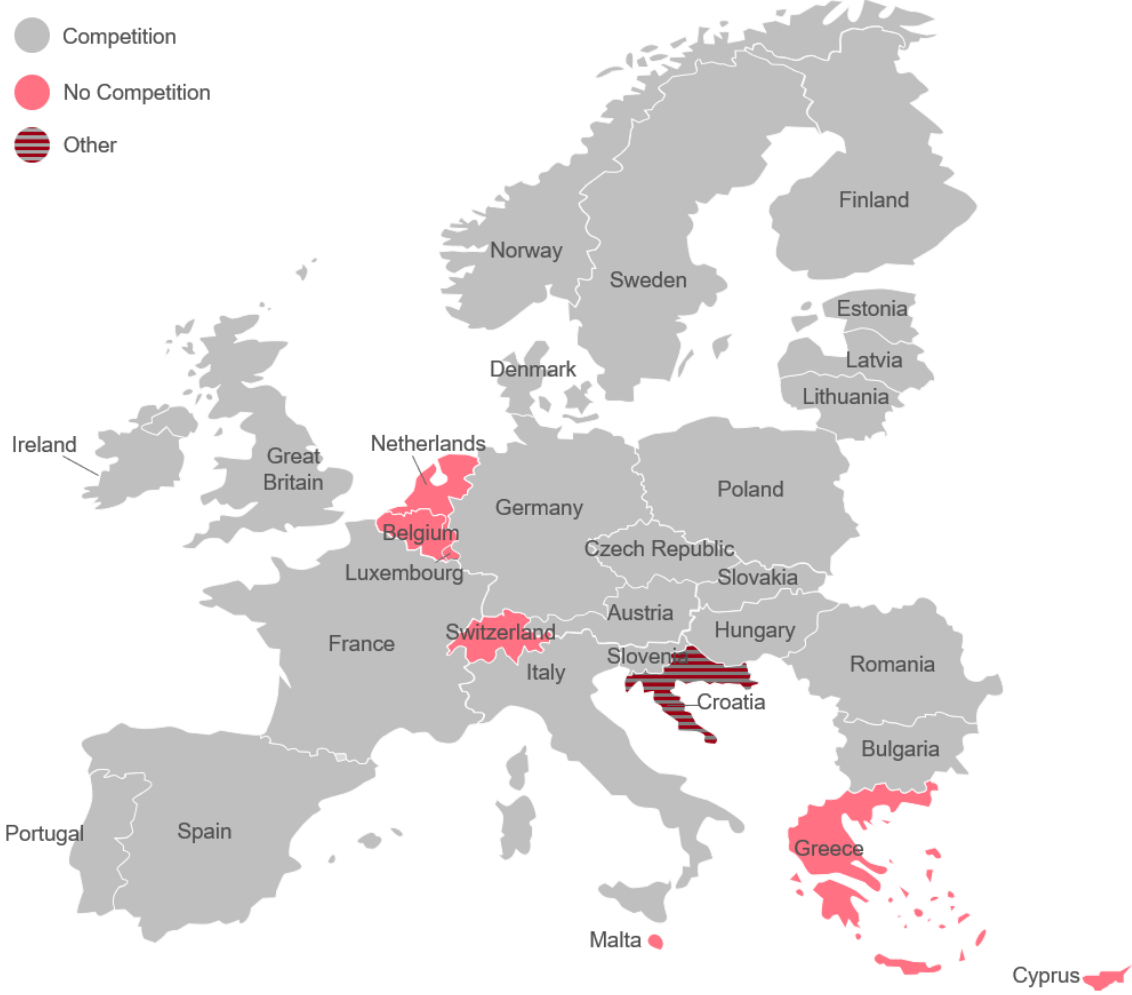 Competition
No Competition
Other
Finland
Norway
Sweden
Estonia
Latvia
Denmark
Lithuania
Ireland
Netherlands
Great
Britain
Poland
Germany
Belgium
Czech Republic
Luxembourg
Slovakia
Austria
Switzerland
Hungary
France
Slovenia
Romania
Italy
Croatia
Bulgaria
Portugal
Spain
Greece
Malta
Cyprus